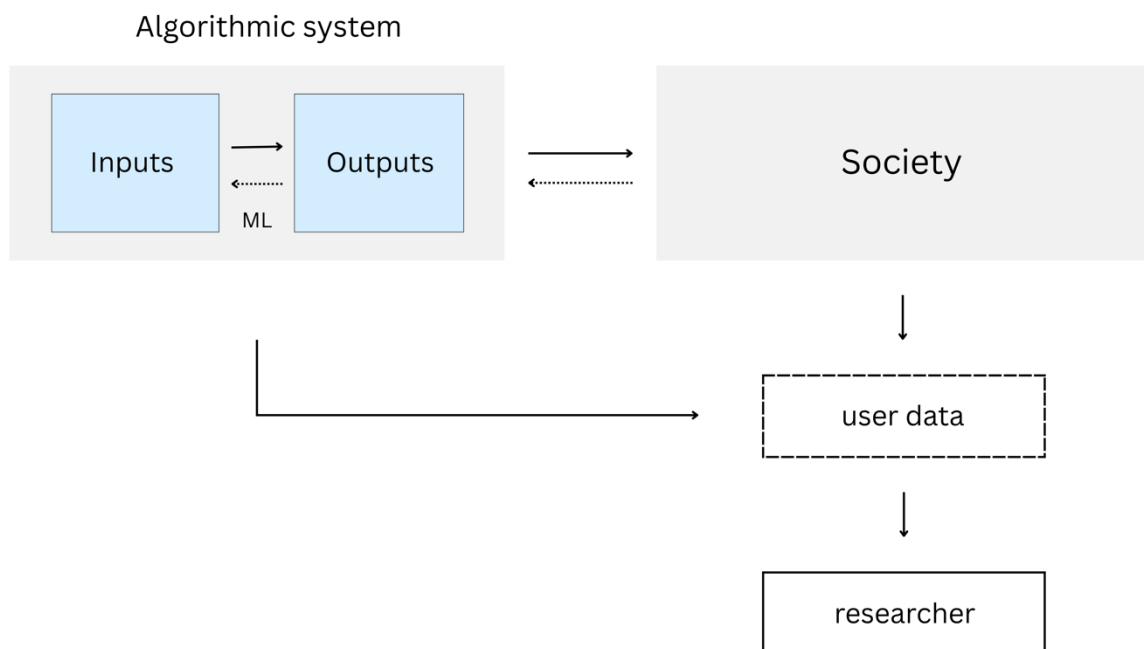 Algorithmic system
Inputs
Outputs
ML
Society
user data
researcher